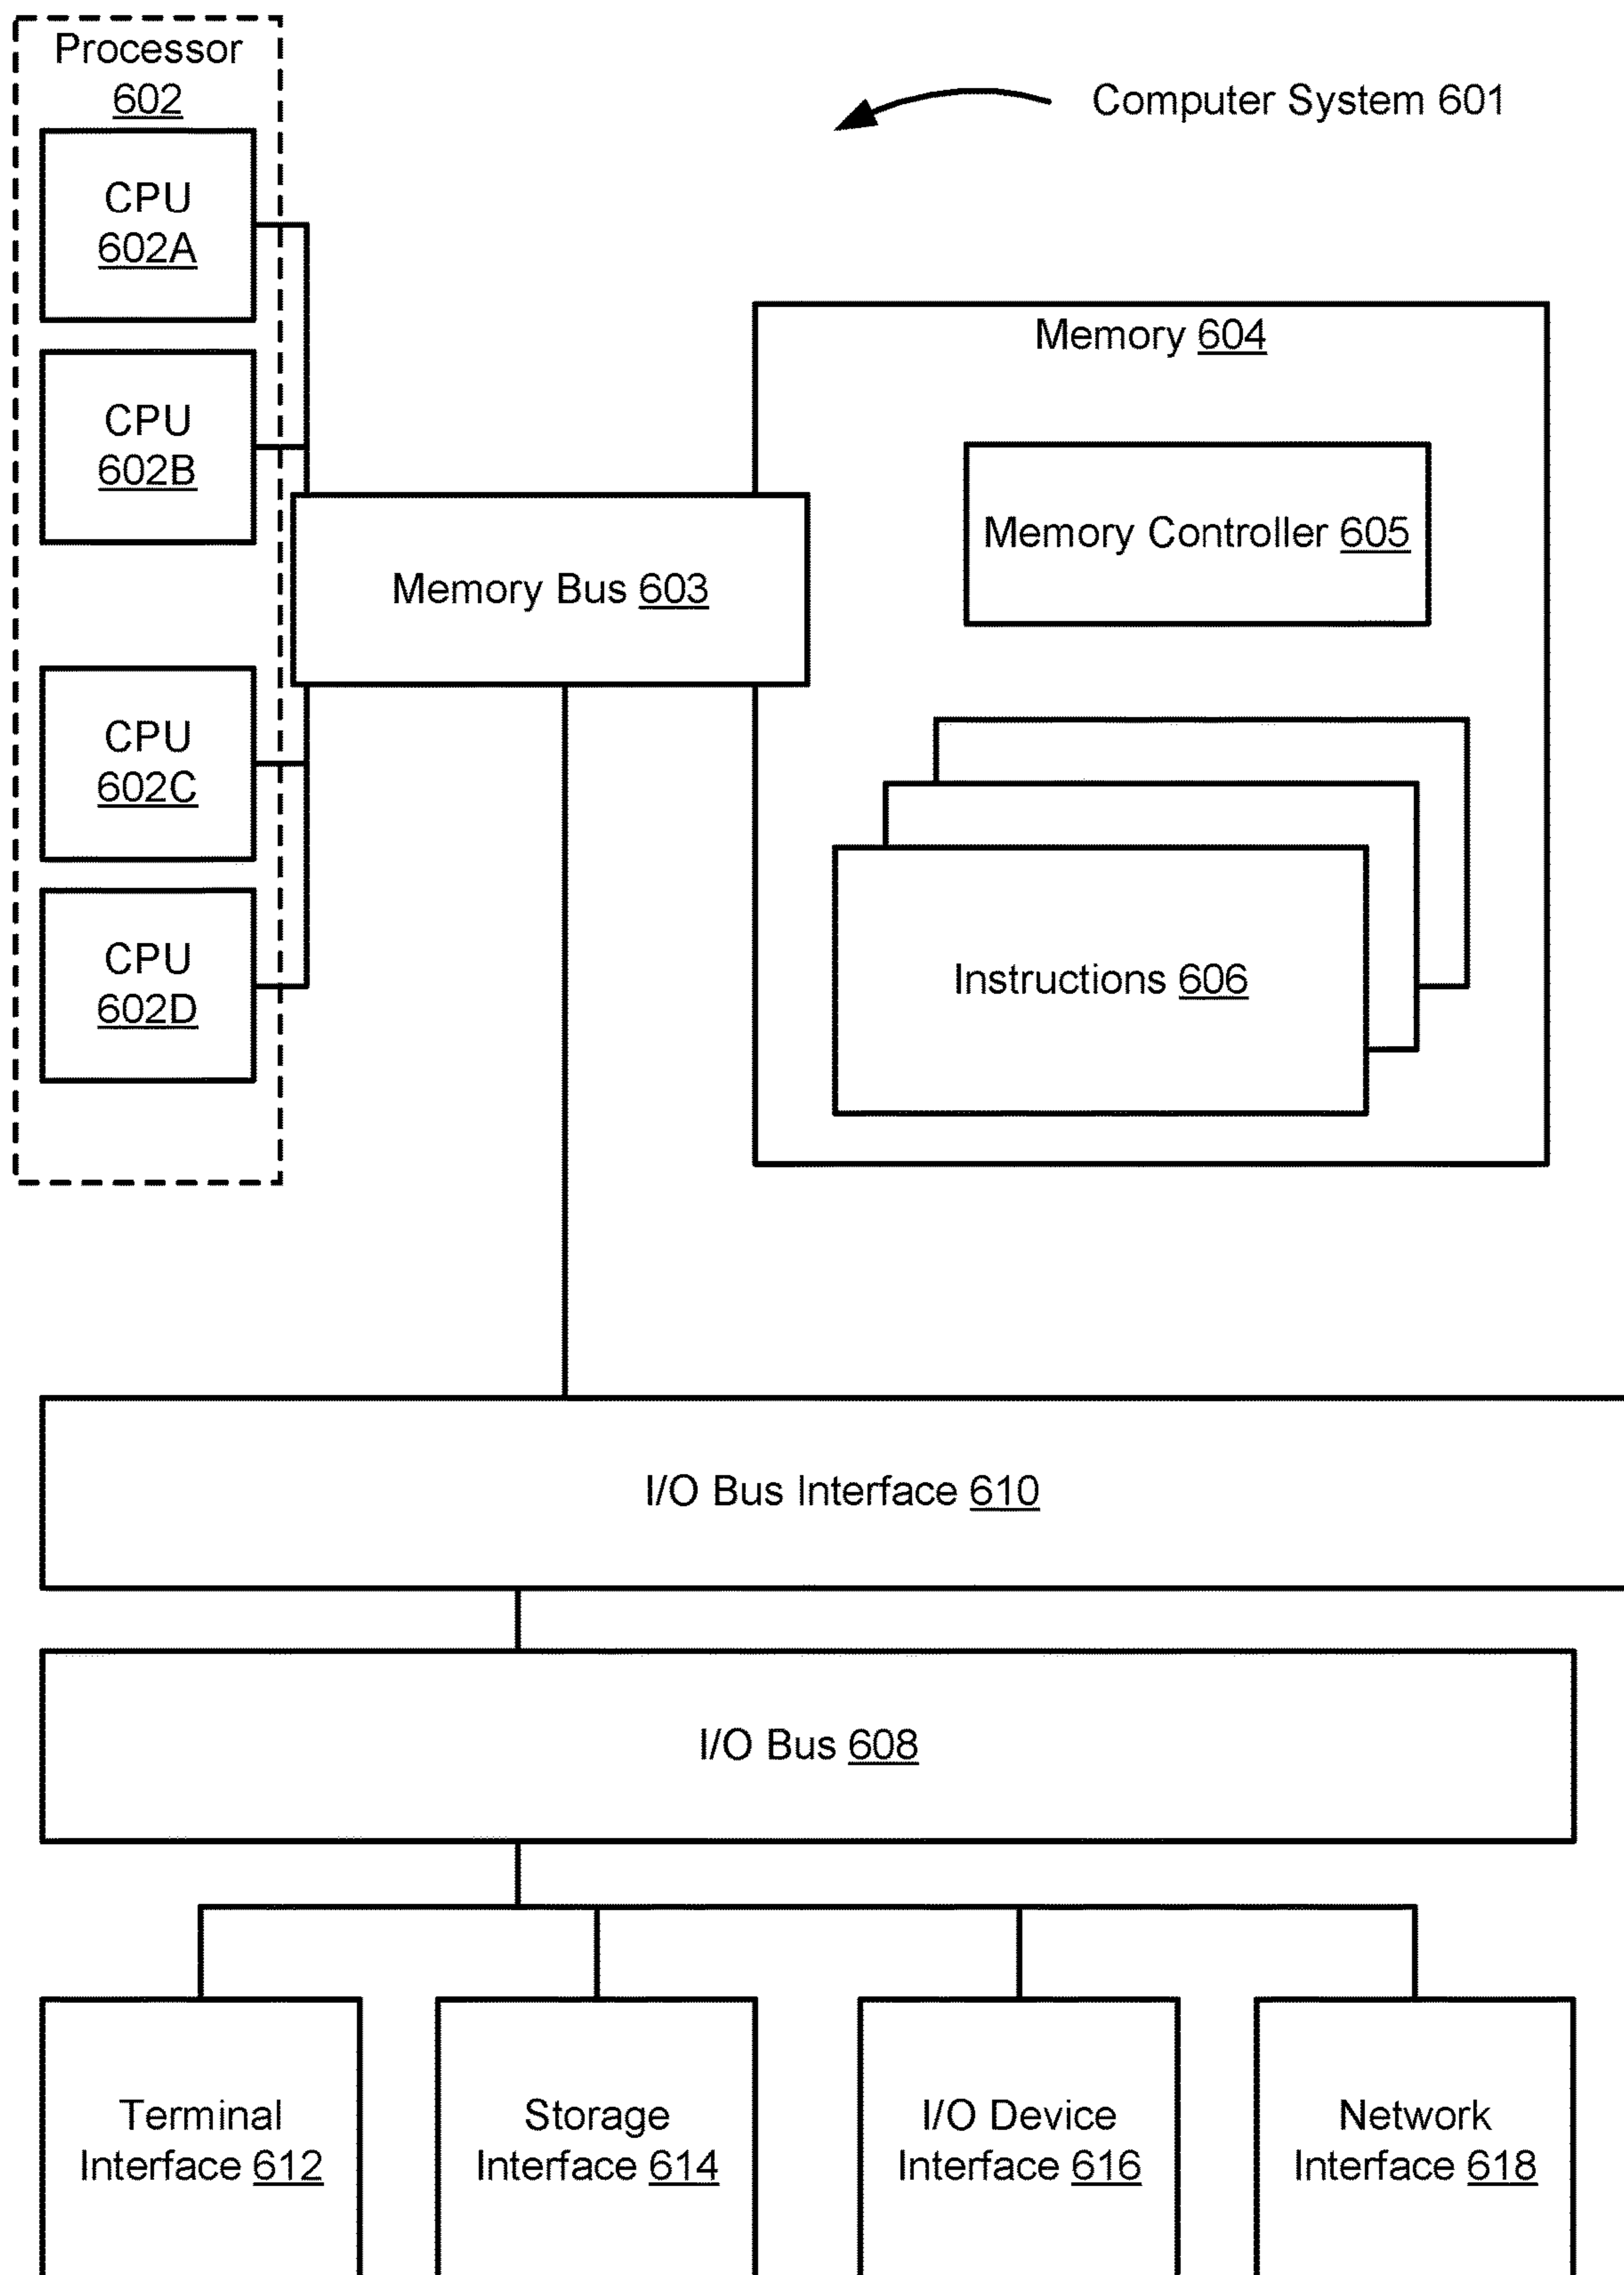 Processor
602
Computer System 601
CPU
602A
CPU
602B
CPU
602C
CPU
602D
Memory Bus 603
Memory 604
Memory Controller 605
Instructions 606
I/O Bus Interface 610
I/O Bus 608
Terminal
Interface 612
Storage
Interface 614
I/O Device
Interface 616
Network
Interface 618